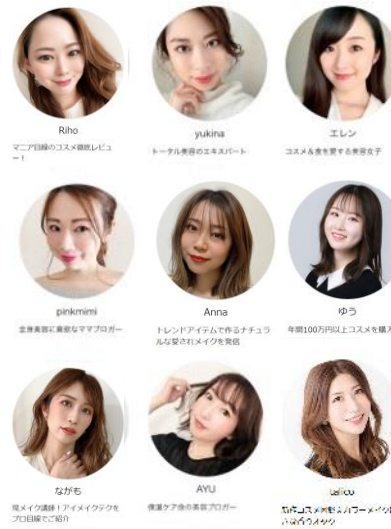 Riho
マニア目線のコスメ徹底レビュ
ー！
yukina
トータル美容のエキスパート
エレン
コスメ＆食を愛する美容女子
pinkmimi
全身美容に貪欲なママブロガー
Anna
トレンドアイテムで作るナチュラ
ルな愛されメイクを発信
ゆう
年間100万円以上コスメを購入
ながも
現メイク講師！アイメイクテクを
プロ目線でご紹介
AYU
保湿ケア命の美容ブロガー
talico